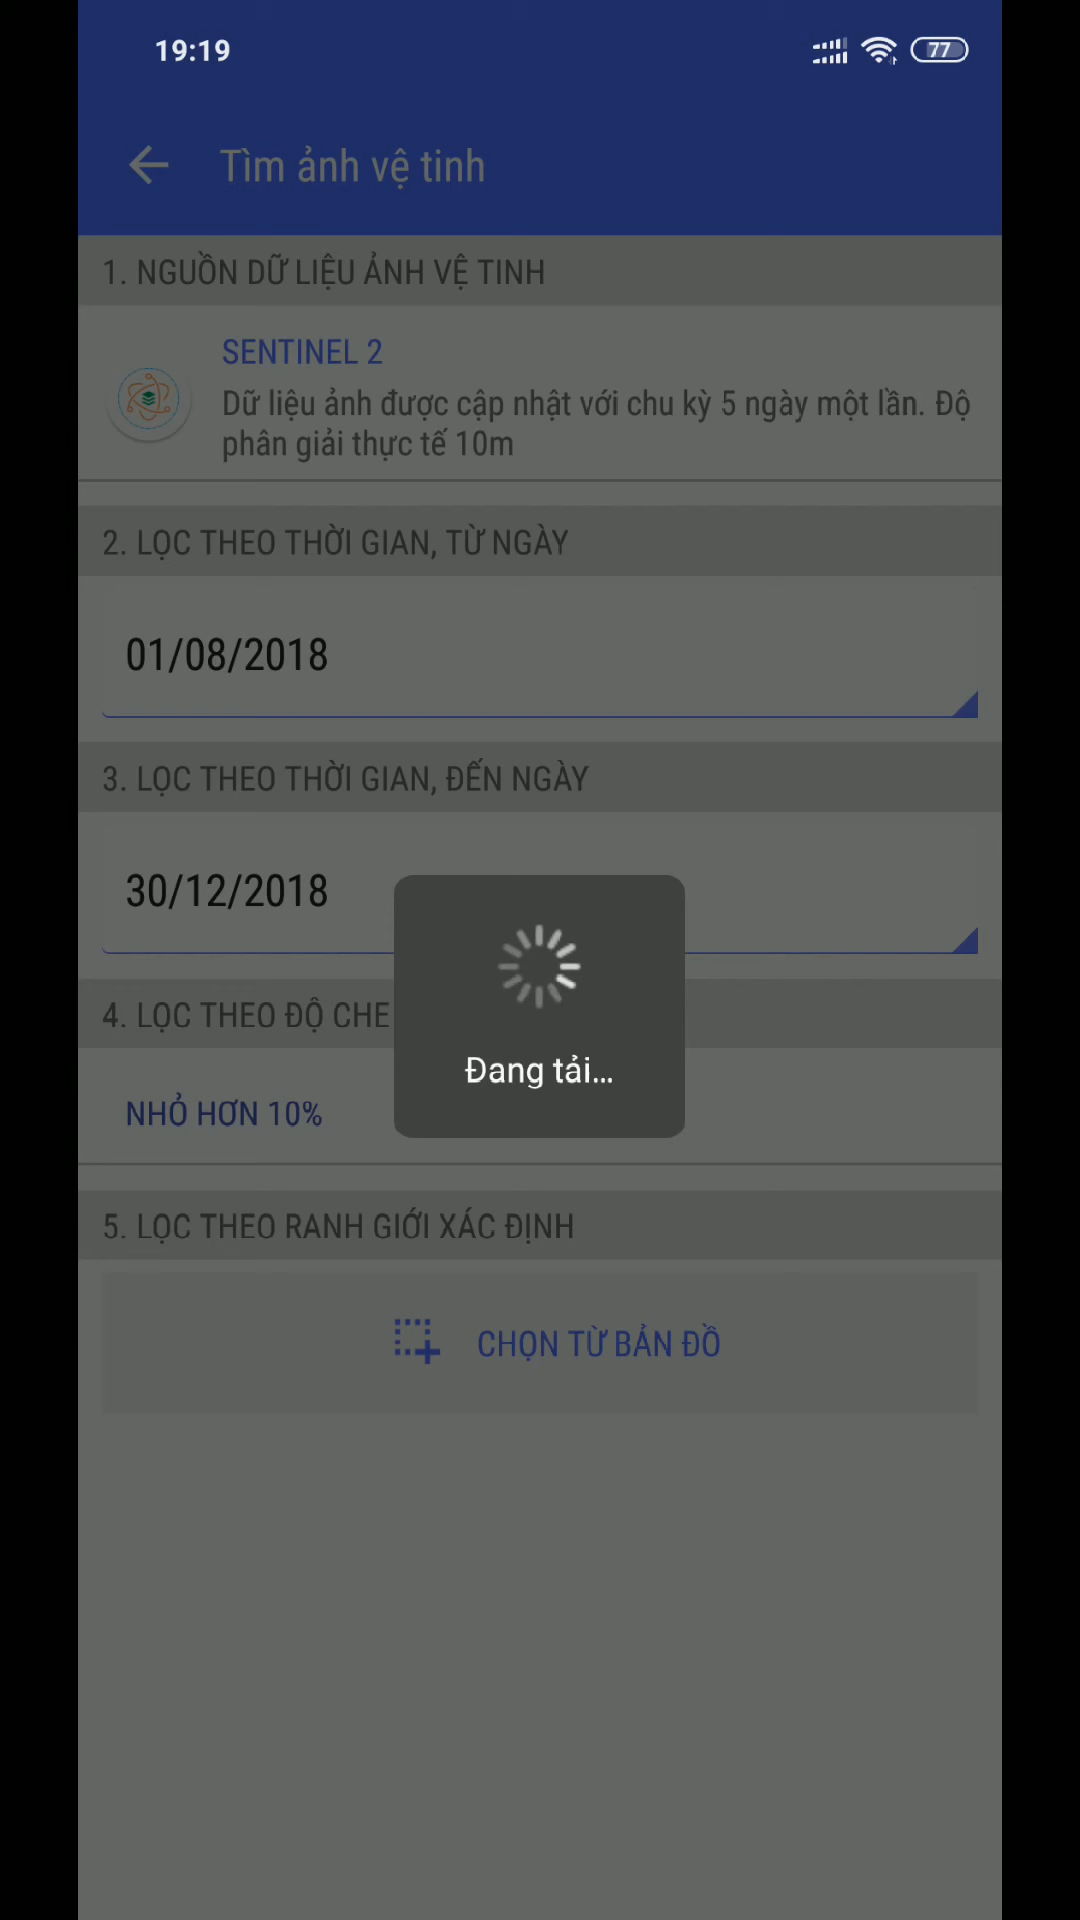 19:19
77
Tìm ảnh vệ tinh
1. NGUỒN DỮ LIỆU ẢNH VỆ TINH
SENTINEL 2
Dữ liệu ảnh được cập nhật với chu kỳ 5 ngày một lần. Độ
phân giải thực tế 10m
2. LỌC THEO THỜI GIAN, TỪ NGÀY
01/08/2018
3. LỌC THEO THỜI GIAN, ĐẾN NGÀY
30/12/2018
4. LỌC THEO ĐỘ CHE
Đang tải...
NHỎ HƠN 10%
5. LỌC THEO RANH GIỚI XÁC ĐỊNH
CHỌN TỪ BẢN ĐỒ